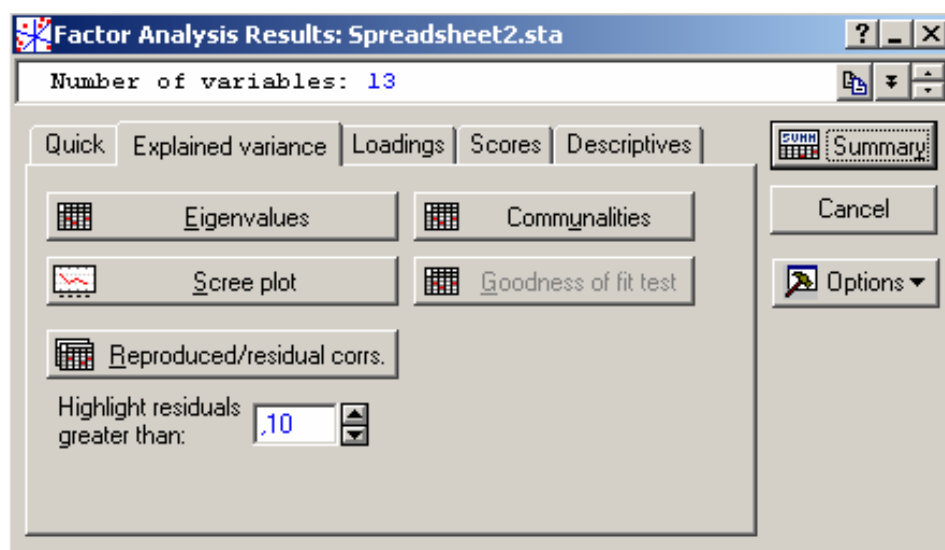 Factor Analysis Results: Spreadsheet2.sta
Number of variables: 13
Quick Explained variance Loadings Scores Descriptives
SUMM Summary
Eigenvalues Communalities
Cancel
Scree plot Goodness of fit test
Options
Reproduced/residual corrs.
Highlight residuals
greater than: ,10